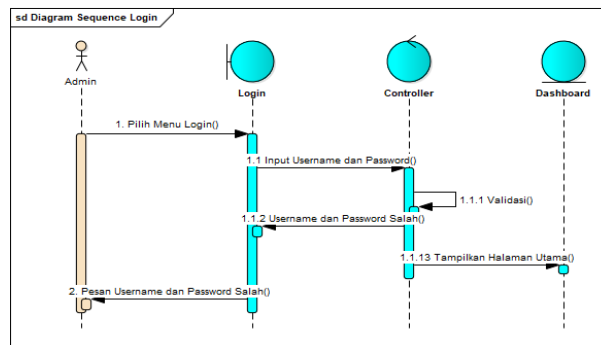 sd Diagram Sequence Login
Admin
Login
Controller
Dashboard
1. Pilih Menu Login()
1.1 Input Username dan Password()
1.1.1 Validasi()
1.1.2 Username dan Password Salah()
1.1.13 Tampilkan Halaman Utama()
2. Pesan Username dan Password Salah()